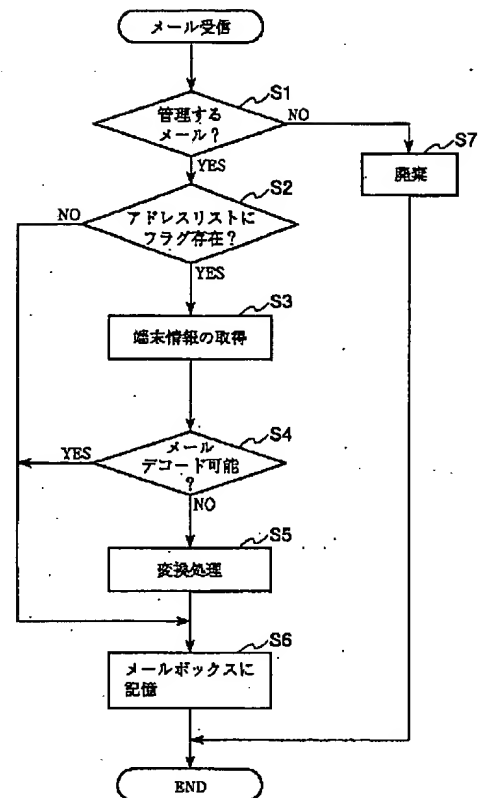 メール受信
S1
管理する
メール?
NO
YES
S7
廃棄
S2
NO
アドレスリストに
フラグ存在?
YES
S3
端末情報の取得
S4
YES
メール
デコード可能
?
NO
S5
変換処理
S6
メールボックスに
記憶
END